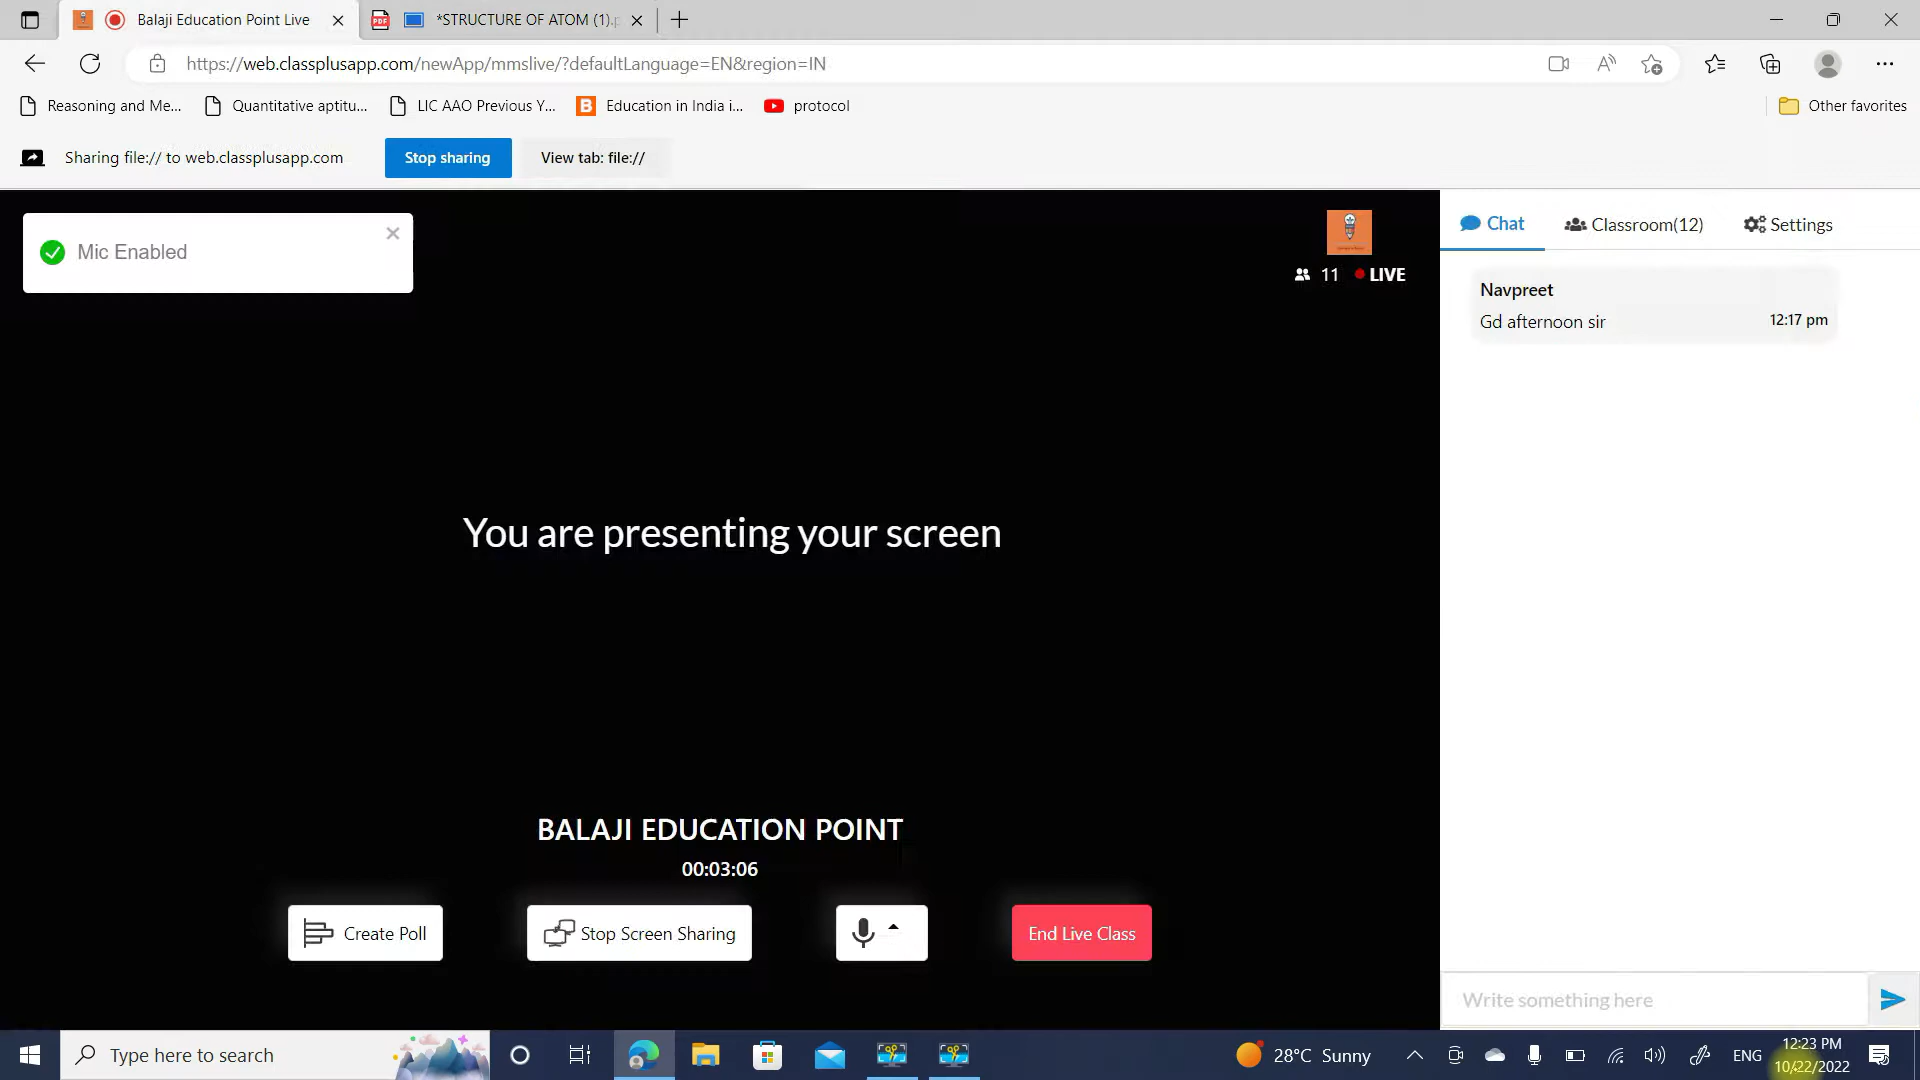 Balaji Education Point Live
*STRUCTURE OF ATOM (1).p
https://web.classplusapp.com/newApp/mmslive/?defaultLanguage=EN&region=IN
Reasoning and Me...
Quantitative aptitu...
LIC AAO Previous Y...
Education in India i...
protocol
Other favorites
Sharing file:// to web.classplusapp.com
Stop sharing
View tab: file://
Mic Enabled
11 LIVE
Chat
Classroom(12)
Settings
Navpreet
Gd afternoon sir
12:17 pm
You are presenting your screen
BALAJI EDUCATION POINT
00:03:06
Create Poll
Stop Screen Sharing
End Live Class
Write something here
Type here to search
28°C Sunny
ENG
12:23 PM
10/22/2022